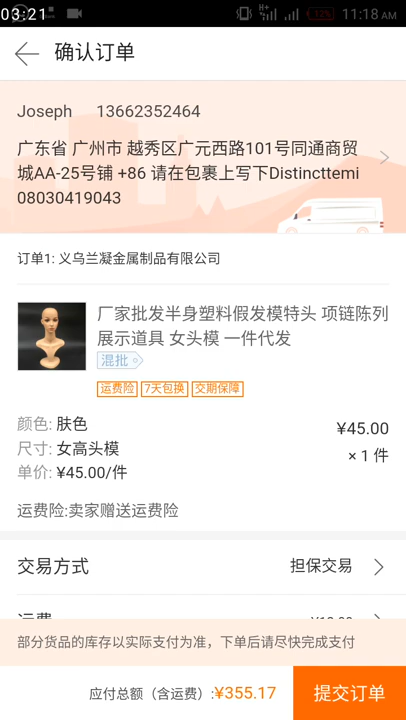 03:21
H+
12%
11:18 AM
确认订单
Joseph 13662352464
广东省 广州市 越秀区广元西路101号同通商贸
城AA-25号铺 +86 请在包裹上写下Distincttemi
08030419043
订单1: 义乌兰凝金属制品有限公司
厂家批发半身塑料假发模特头 项链陈列
展示道具 女头模 一件代发
混批
运费险 7天包换 交期保障
颜色: 肤色 ¥45.00
尺寸: 女高头模 × 1 件
单价: ¥45.00/件
运费险:卖家赠送运费险
交易方式 担保交易
运费
部分货品的库存以实际支付为准，下单后请尽快完成支付
应付总额（含运费）:¥355.17 提交订单